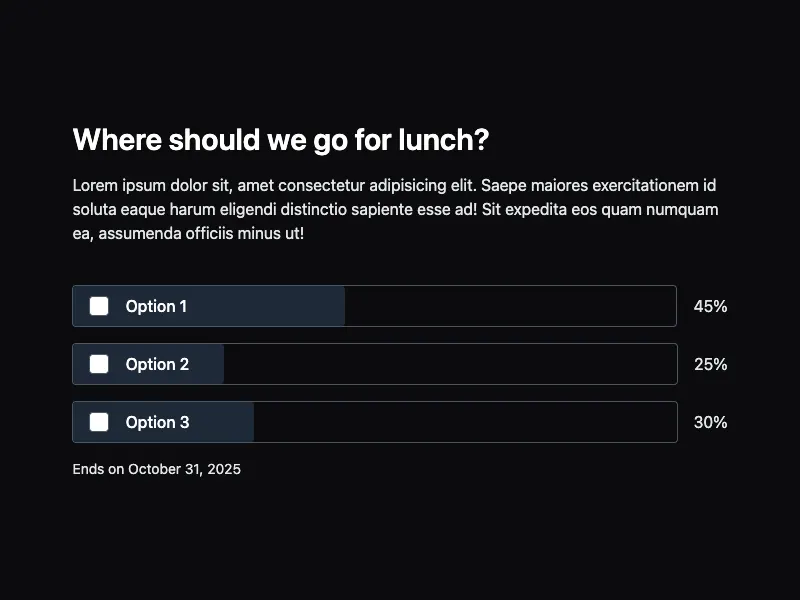 Where should we go for lunch?
Lorem ipsum dolor sit, amet consectetur adipisicing elit. Saepe maiores exercitationem id
soluta eaque harum eligendi distinctio sapiente esse ad! Sit expedita eos quam numquam
ea, assumenda officiis minus ut!
Option 1 45%
Option 2 25%
Option 3 30%
Ends on October 31, 2025